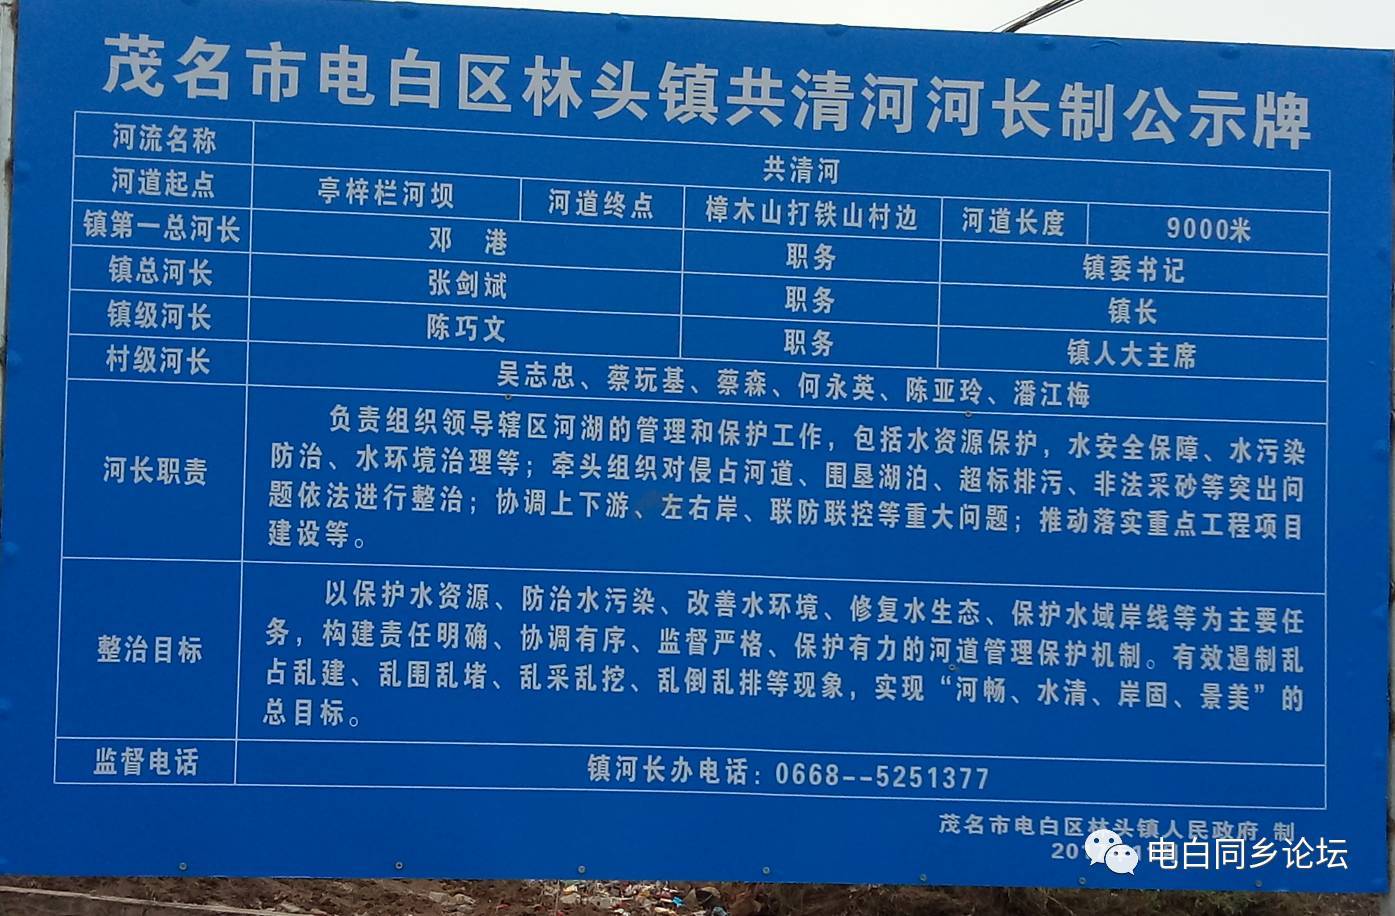 茂名市电白区林头镇共清河河长制公示牌
河流名称 共清河
河道起点 亭梓栏河坝 河道终点 樟木山打铁山村边 河道长度 9000米
镇第一总河长 邓 港 职务 镇委书记
镇总河长 张剑斌 职务 镇长
镇级河长 陈巧文 职务 镇人大主席
村级河长 吴志忠、蔡玩基、蔡森、何永英、陈亚玲、潘江梅
河长职责
负责组织领导辖区河湖的管理和保护工作，包括水资源保护，水安全保障、水污染
防治、水环境治理等；牵头组织对侵占河道、围垦湖泊、超标排污、非法采砂等突出问
题依法进行整治；协调上下游、左右岸、联防联控等重大问题；推动落实重点工程项目
建设等。
整治目标
以保护水资源、防治水污染、改善水环境、修复水生态、保护水域岸线等为主要任
务，构建责任明确、协调有序、监督严格、保护有力的河道管理保护机制。有效遏制乱
占乱建、乱围乱堵、乱采乱挖、乱倒乱排等现象，实现“河畅、水清、岸固、景美”的
总目标。
监督电话 镇河长办电话：0668--5251377
茂名市电白区林头镇人民政府 制
电白同乡论坛